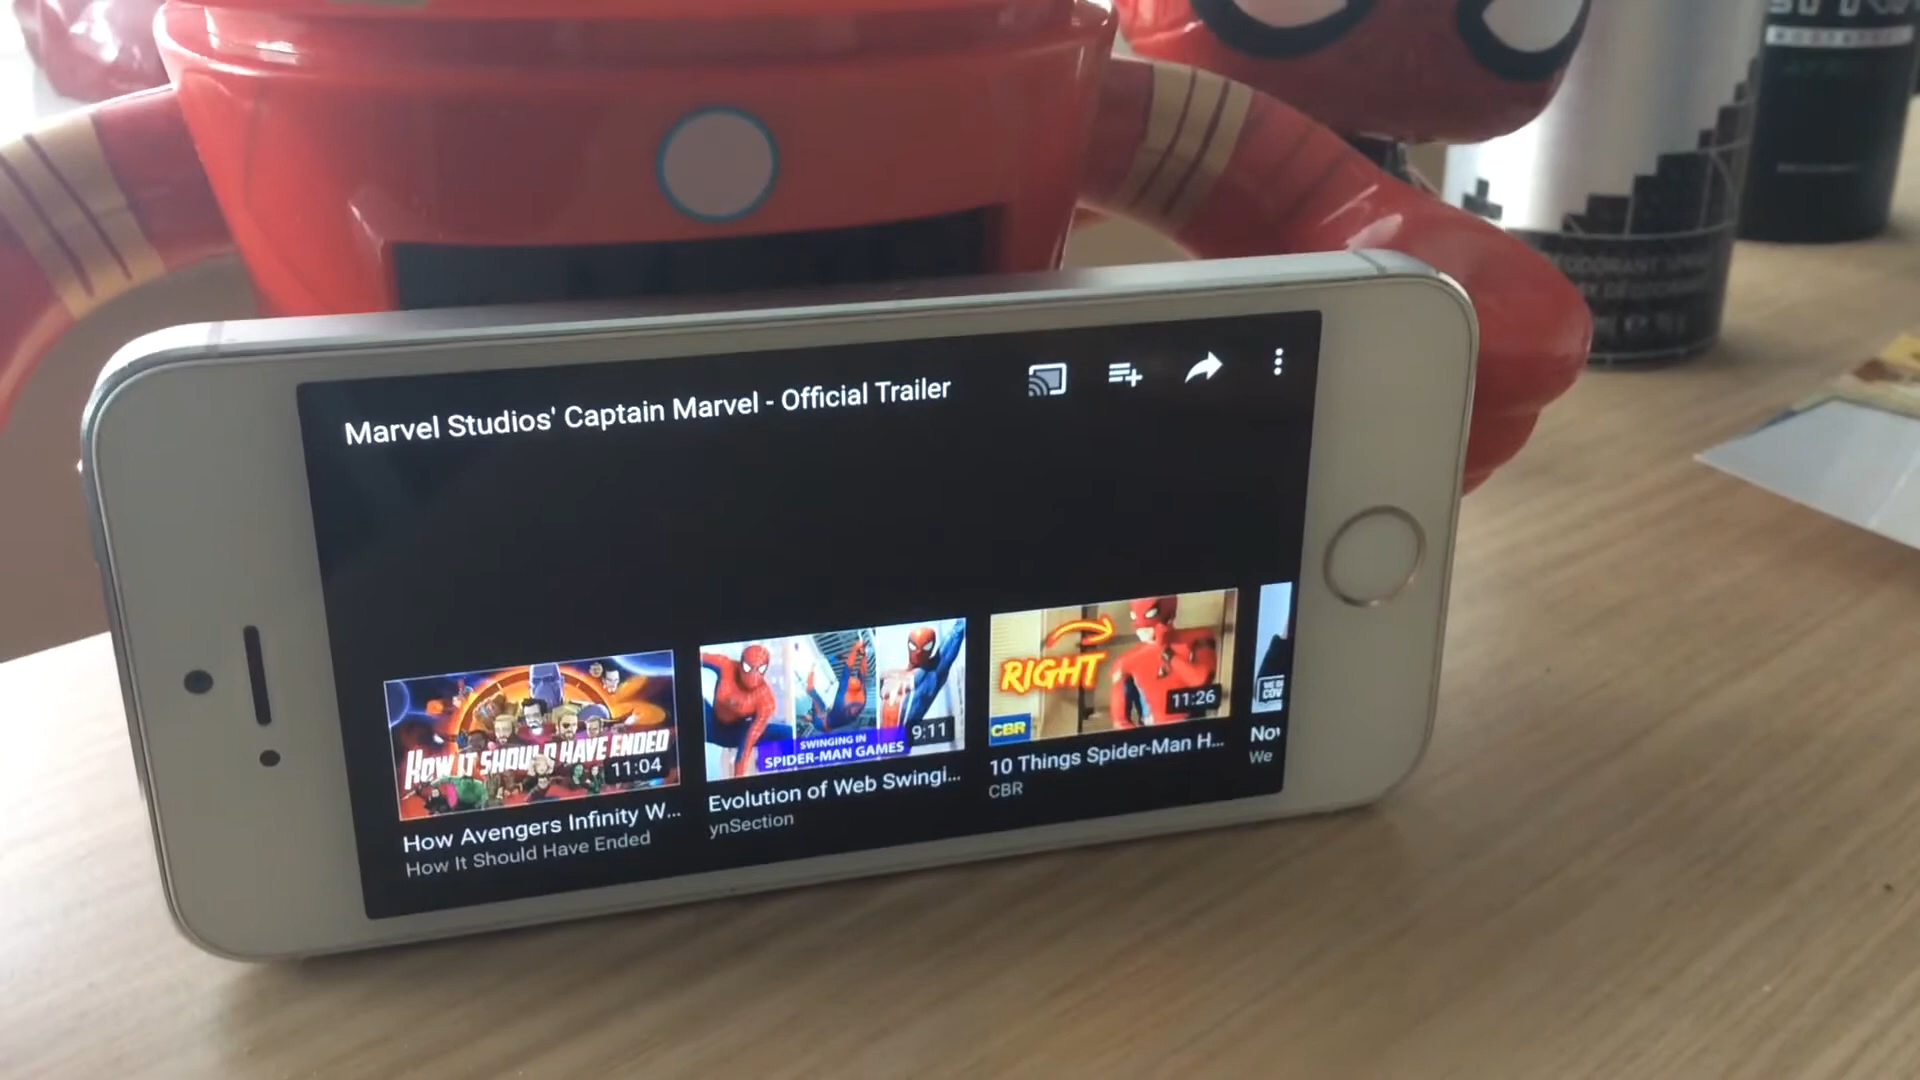 DEODORANT
Marvel Studios' Captain Marvel - Official Trailer
HOW IT SHOULD HAVE ENDED
11:04
How Avengers Infinity W...
How It Should Have Ended
SWINGING IN
SPIDER-MAN GAMES
9:11
Evolution of Web Swingi...
ynSection
RIGHT
CBR
11:26
10 Things Spider-Man H...
CBR
We